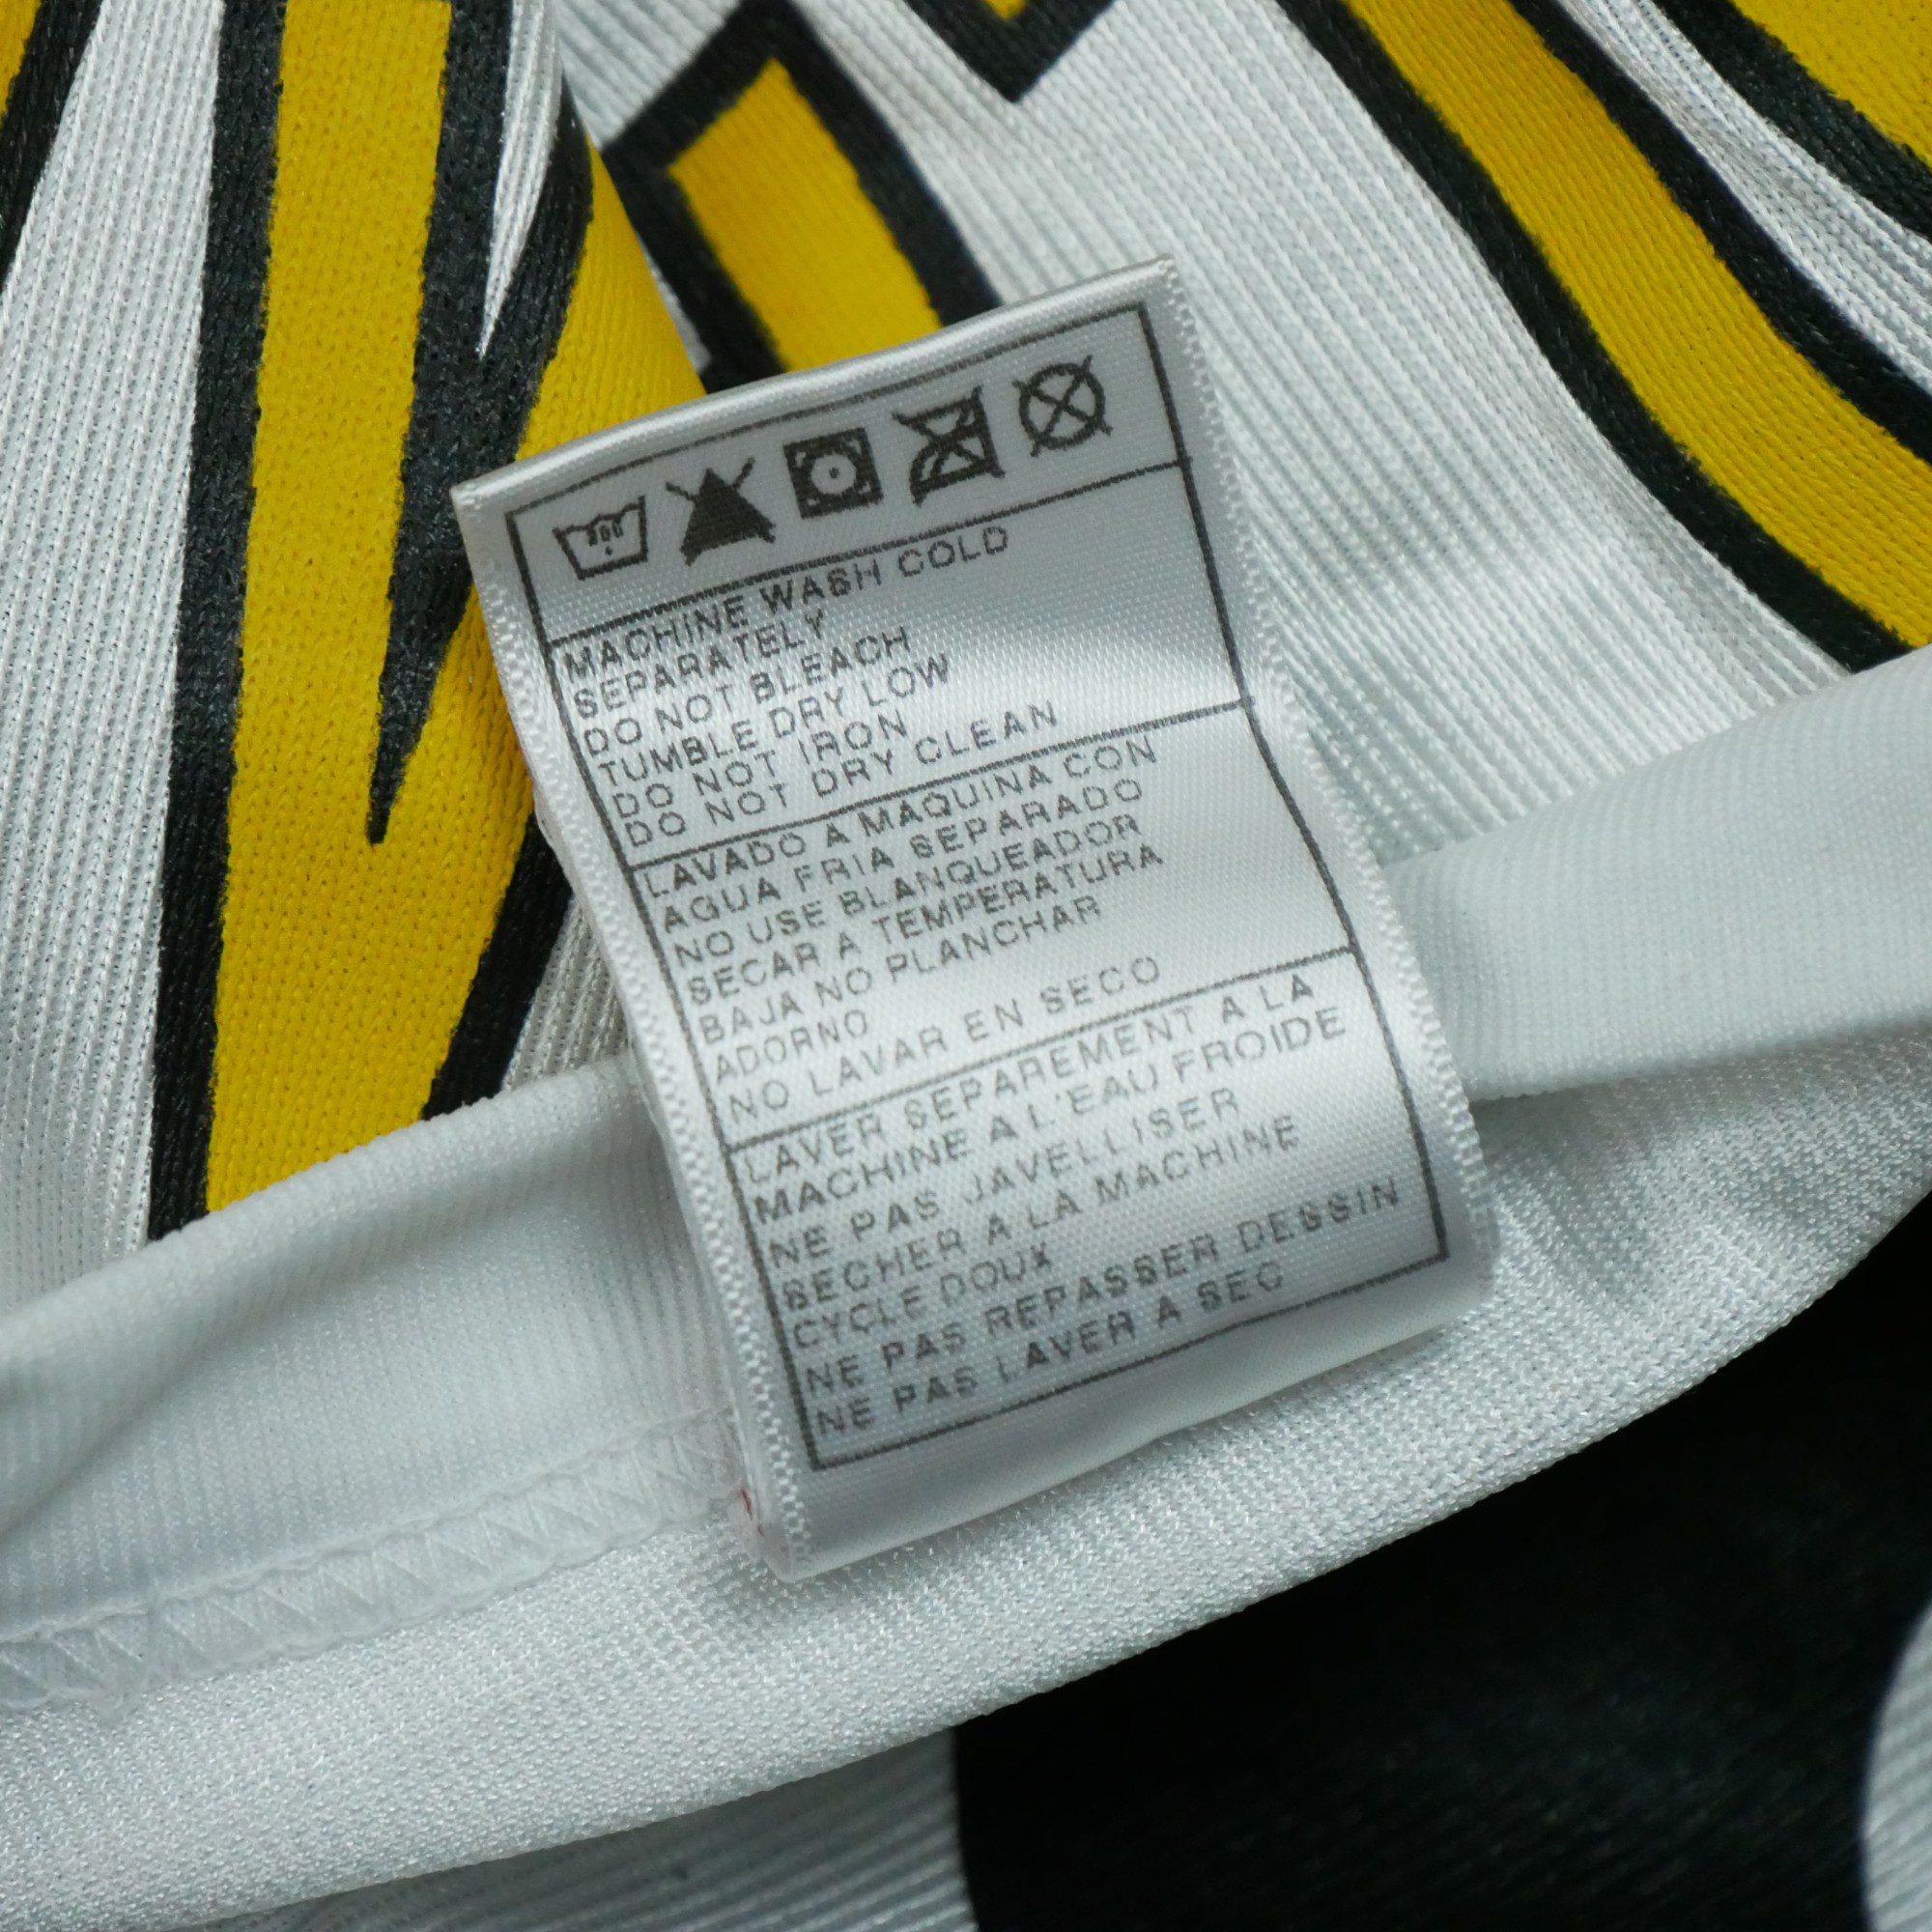 MACHINE WASH COLD
SEPARATELY
DO NOT BLEACH
TUMBLE DRY LOW
DO NOT IRON
DO NOT DRY CLEAN
LAVADO A MAQUINA CON
AGUA FRIA SEPARADO
NO USE BLANQUEADOR
SECAR A TEMPERATURA
BAJA NO PLANCHAR
ADORNO
NO LAVAR EN SECO
LAVER SEPAREMENT A LA
MACHINE A L'EAU FROIDE
NE PAS JAVELLISER
SECHER A LA MACHINE
CYCLE DOUX
NE PAS REPASSER DESSIN
NE PAS LAVER A SEC